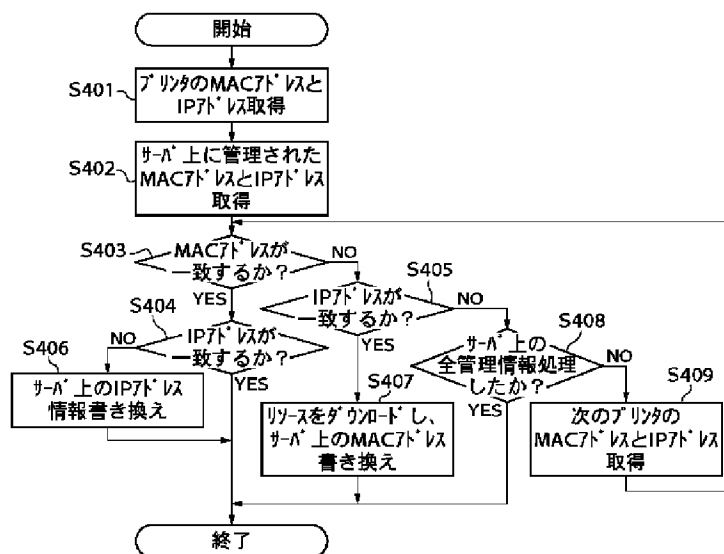 開始
S401
プリンタのMACアドレスと
IPアドレス取得
S402
サーバ上に管理された
MACアドレスとIPアドレス
取得
S403
MACアドレスが
一致するか?
NO
YES
S405
IPアドレスが
一致するか?
NO
YES
S404
IPアドレスが
一致するか?
NO
YES
S408
サーバ上の
全管理情報処理
したか?
NO
YES
S406
サーバ上のIPアドレス
情報書き換え
S407
リソースをダウンロードし、
サーバ上のMACアドレス
書き換え
S409
次のプリンタの
MACアドレスとIPアドレス
取得
終了